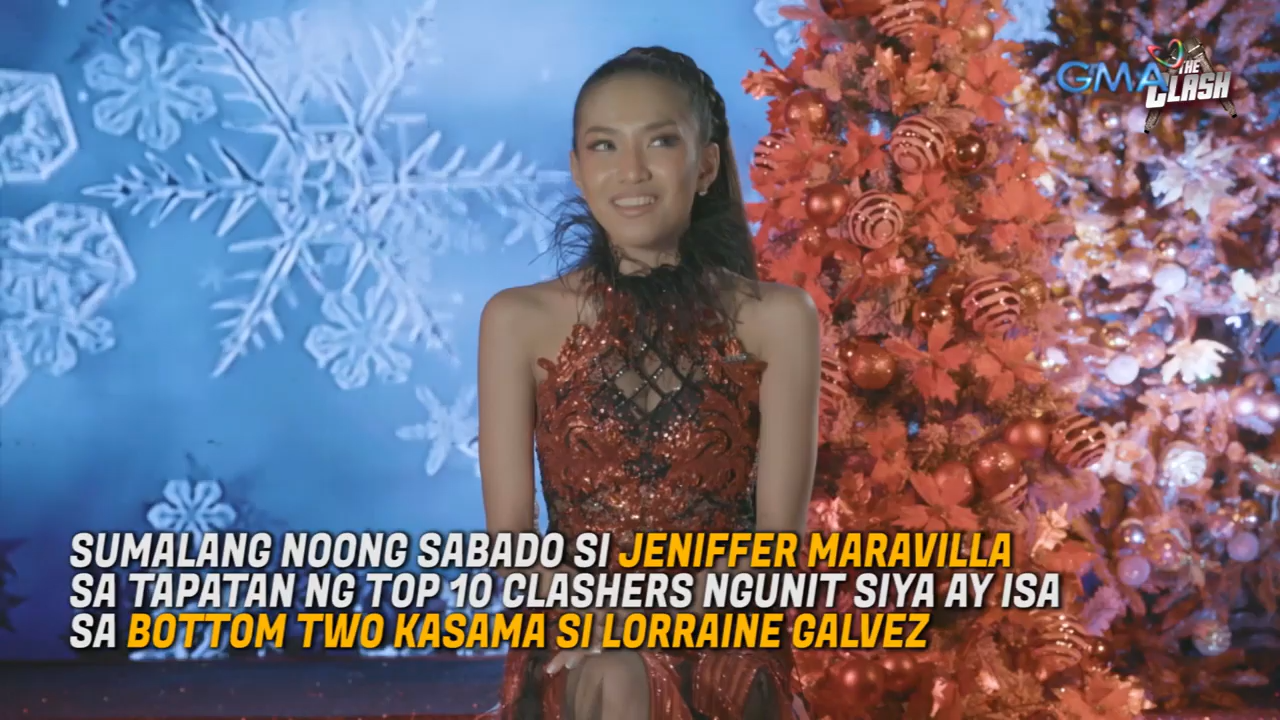 GMA THE CLASH
SUMALANG NOONG SABADO SI JENIFFER MARAVILLA
SA TAPATAN NG TOP 10 CLASHERS NGUNIT SIYA AY ISA
SA BOTTOM TWO KASAMA SI LORRAINE GALVEZ